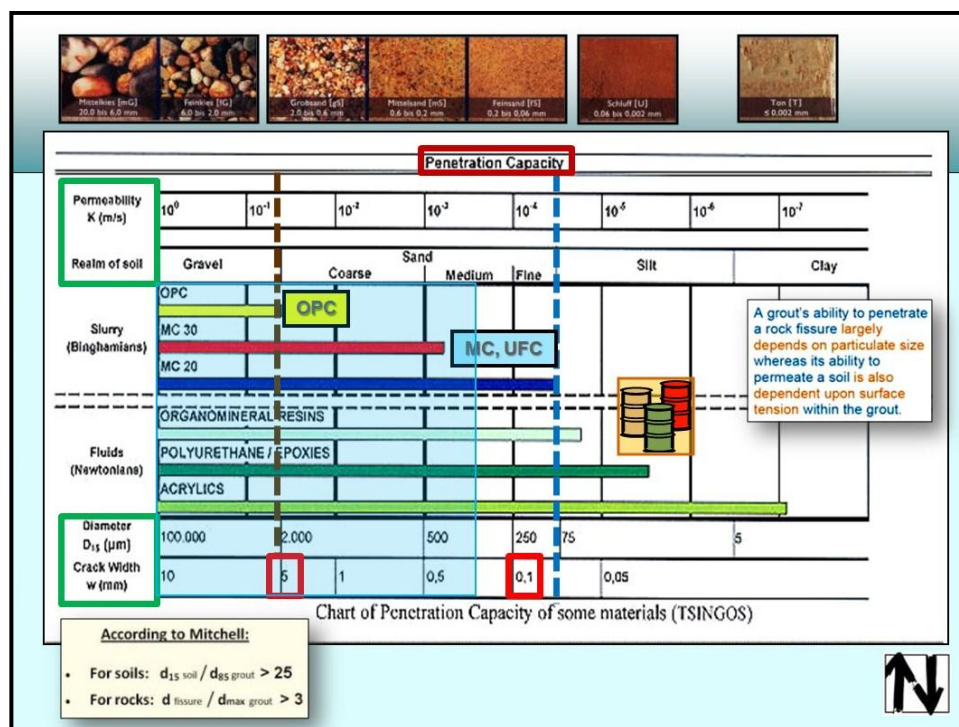 Mittelkies [mG]
20,0 bis 6,0 mm
Feinkies [fG]
6,0 bis 2,0 mm
Grobsand [gS]
2,0 bis 0,6 mm
Mittelsand [mS]
0,6 bis 0,2 mm
Feinsand [fS]
0,2 bis 0,06 mm
Schluff [U]
0,06 bis 0,002 mm
Ton [T]
≤ 0,002 mm
Penetration Capacity
Permeability
K (m/s)
10⁰ 10⁻¹ 10⁻² 10⁻³ 10⁻⁴ 10⁻⁵ 10⁻⁶ 10⁻⁷
Realm of soil
Gravel
Sand
Coarse Medium Fine
Silt
Clay
Slurry
(Binghamians)
OPC
OPC
MC 30
MC, UFC
MC 20
Fluids
(Newtonians)
ORGANOMINERAL RESINS
POLYURETHANE / EPOXIES
ACRYLICS
A grout's ability to penetrate
a rock fissure largely
depends on particulate size
whereas its ability to
permeate a soil is also
dependent upon surface
tension within the grout.
Diameter
D₁₅ (µm)
100.000 2.000 500 250 75 5
Crack Width
w (mm)
10 5 1 0,5 0,1 0,05
Chart of Penetration Capacity of some materials (TSINGOS)
According to Mitchell:
• For soils: d₁₅ soil / d₈₅ grout > 25
• For rocks: d fissure / dmax grout > 3